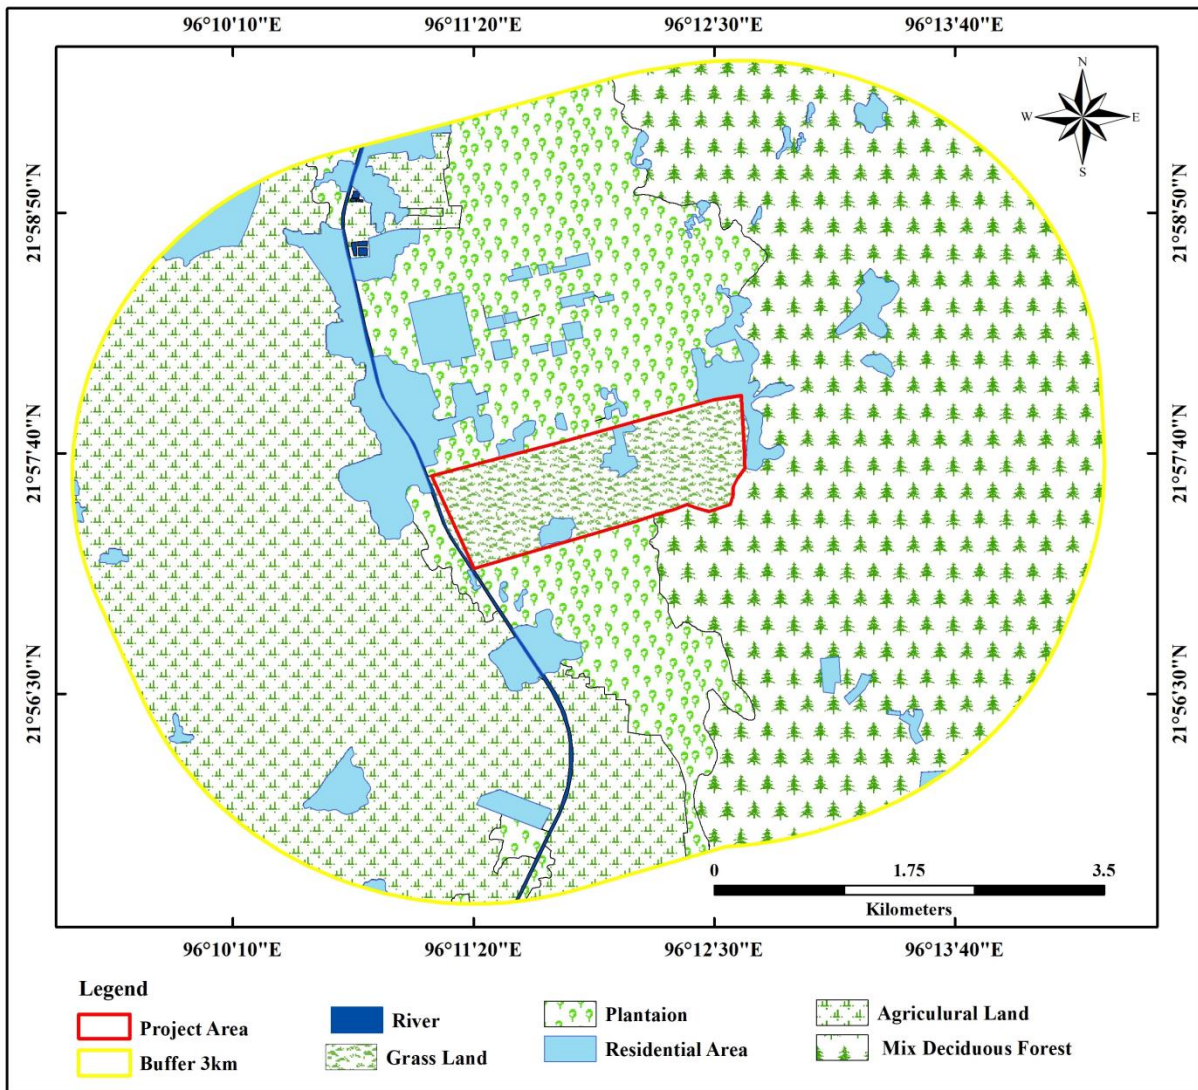 96°10'10"E 96°11'20"E 96°12'30"E 96°13'40"E
N
W E
S
21°58'50"N 21°58'50"N
21°57'40"N 21°57'40"N
21°56'30"N 21°56'30"N
0 1.75 3.5
Kilometers
96°10'10"E 96°11'20"E 96°12'30"E 96°13'40"E
Legend
Project Area River Plantaion Agriculural Land
Buffer 3km Grass Land Residential Area Mix Deciduous Forest